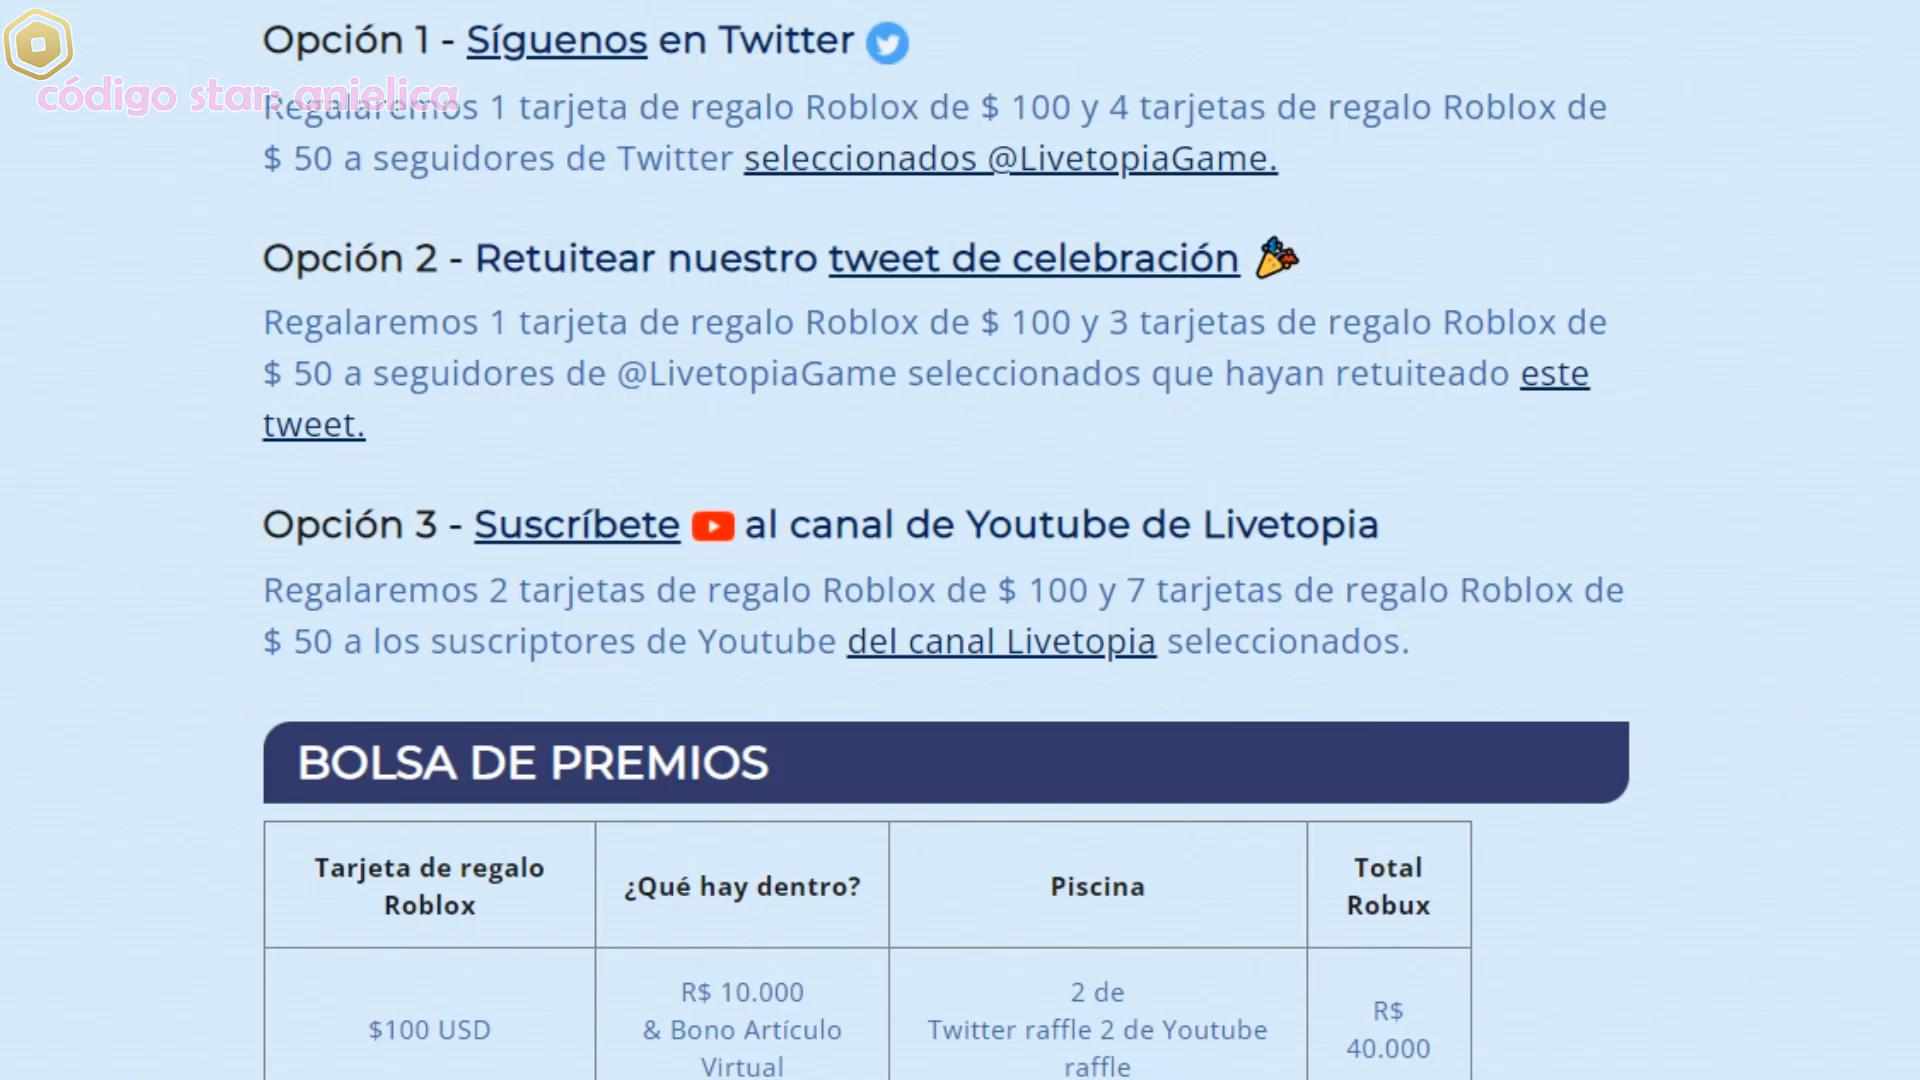 Opción 1 - Síguenos en Twitter
código star: anielica
Regalaremos 1 tarjeta de regalo Roblox de $ 100 y 4 tarjetas de regalo Roblox de
$ 50 a seguidores de Twitter seleccionados @LivetopiaGame.
Opción 2 - Retuitear nuestro tweet de celebración
Regalaremos 1 tarjeta de regalo Roblox de $ 100 y 3 tarjetas de regalo Roblox de
$ 50 a seguidores de @LivetopiaGame seleccionados que hayan retuiteado este
tweet.
Opción 3 - Suscríbete al canal de Youtube de Livetopia
Regalaremos 2 tarjetas de regalo Roblox de $ 100 y 7 tarjetas de regalo Roblox de
$ 50 a los suscriptores de Youtube del canal Livetopia seleccionados.
BOLSA DE PREMIOS
Tarjeta de regalo
Roblox
¿Qué hay dentro?
Piscina
Total
Robux
$100 USD
R$ 10.000
& Bono Artículo
Virtual
2 de
Twitter raffle 2 de Youtube
raffle
R$
40.000